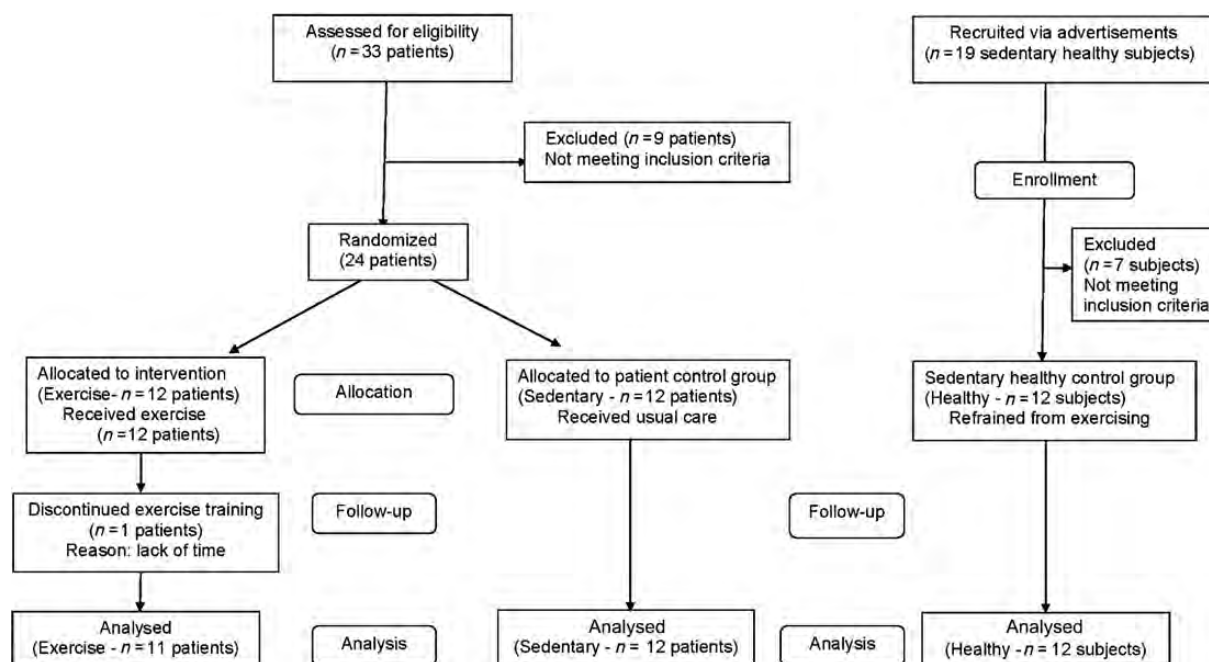 Assessed for eligibility
(n=33 patients)
Recruited via advertisements
(n=19 sedentary healthy subjects)
Excluded (n=9 patients)
Not meeting inclusion criteria
Enrollment
Randomized
(24 patients)
Excluded
(n=7 subjects)
Not meeting
inclusion criteria
Allocated to intervention
(Exercise- n=12 patients)
Received exercise
(n=12 patients)
Allocation
Allocated to patient control group
(Sedentary - n=12 patients)
Received usual care
Sedentary healthy control group
(Healthy - n=12 subjects)
Refrained from exercising
Discontinued exercise training
(n=1 patients)
Reason: lack of time
Follow-up
Follow-up
Analysed
(Exercise - n=11 patients)
Analysis
Analysed
(Sedentary - n= 12 patients)
Analysis
Analysed
(Healthy - n=12 subjects)